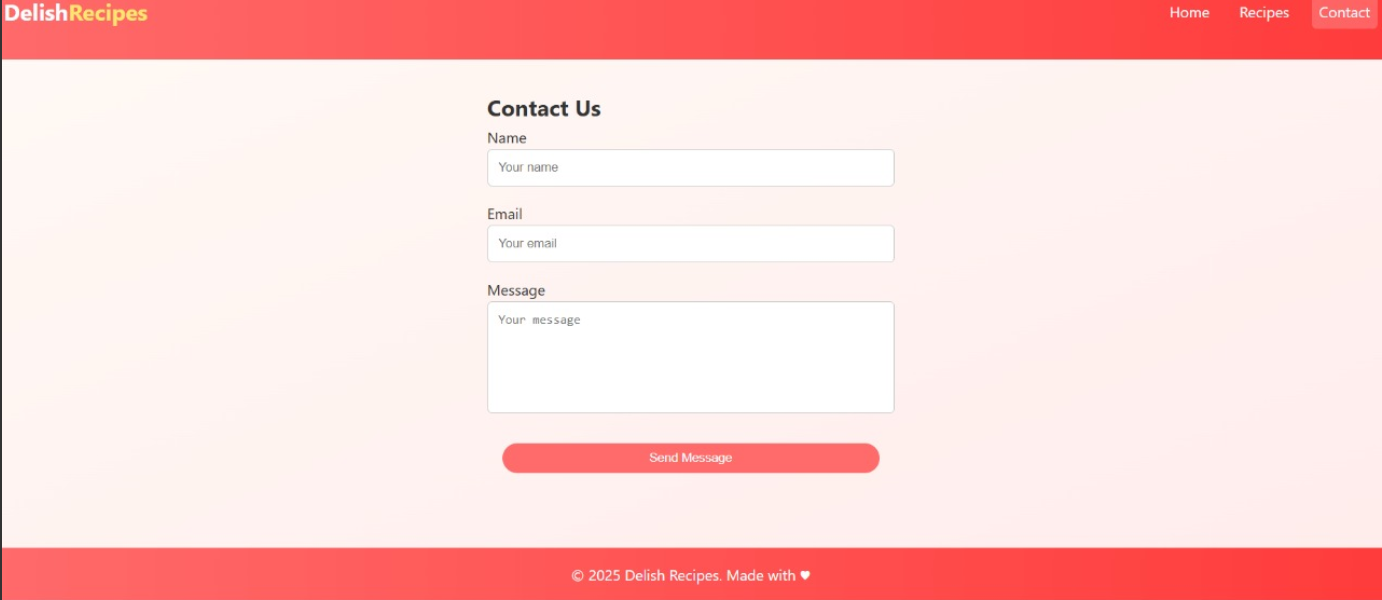 DelishRecipes
Home Recipes Contact
Contact Us
Name
Your name
Email
Your email
Message
Your message
Send Message
© 2025 Delish Recipes. Made with ♥